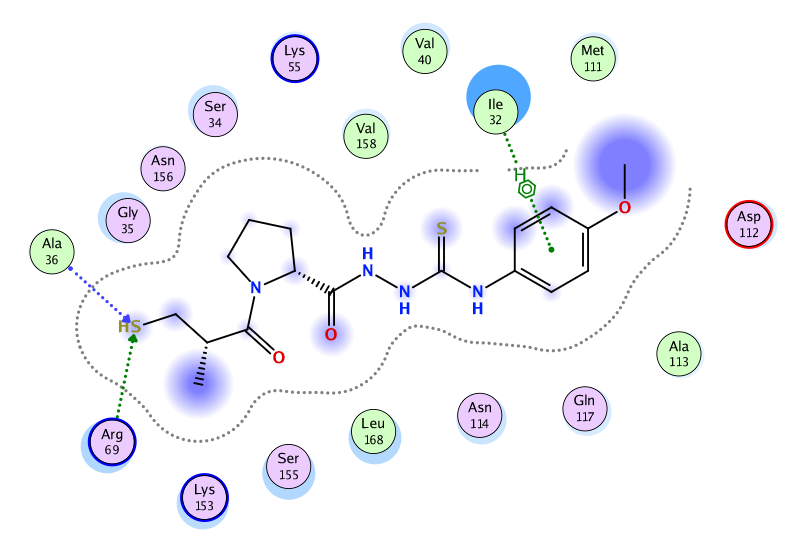 Lys
55
Val
40
Met
111
Ser
34
Ile
32
Val
158
Asn
156
H
Gly
35
O
Asp
112
Ala
36
S
H
N
N
N
H
N
H
HS
O
O
Ala
113
Arg
69
Leu
168
Asn
114
Gln
117
Ser
155
Lys
153